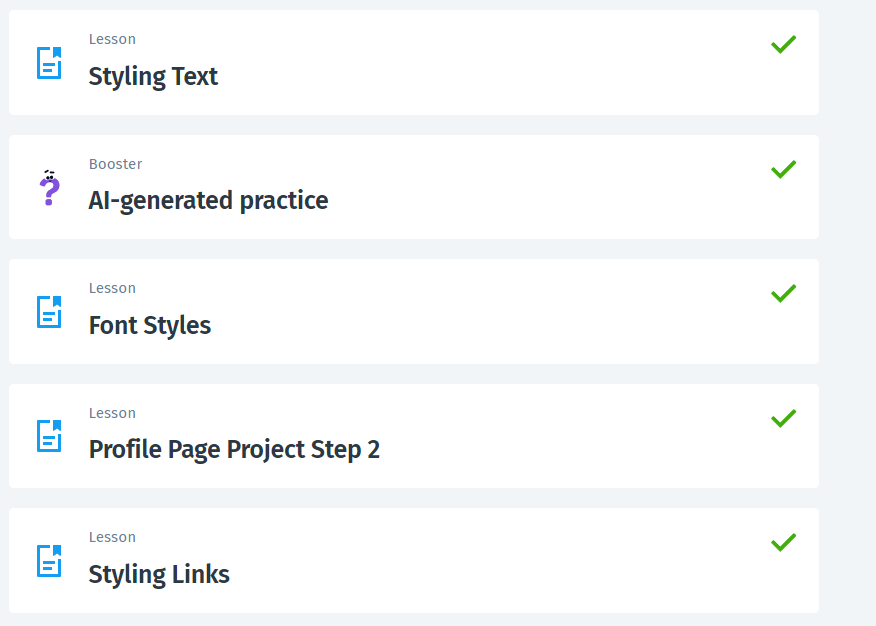 Lesson
Styling Text
Booster
AI-generated practice
Lesson
Font Styles
Lesson
Profile Page Project Step 2
Lesson
Styling Links